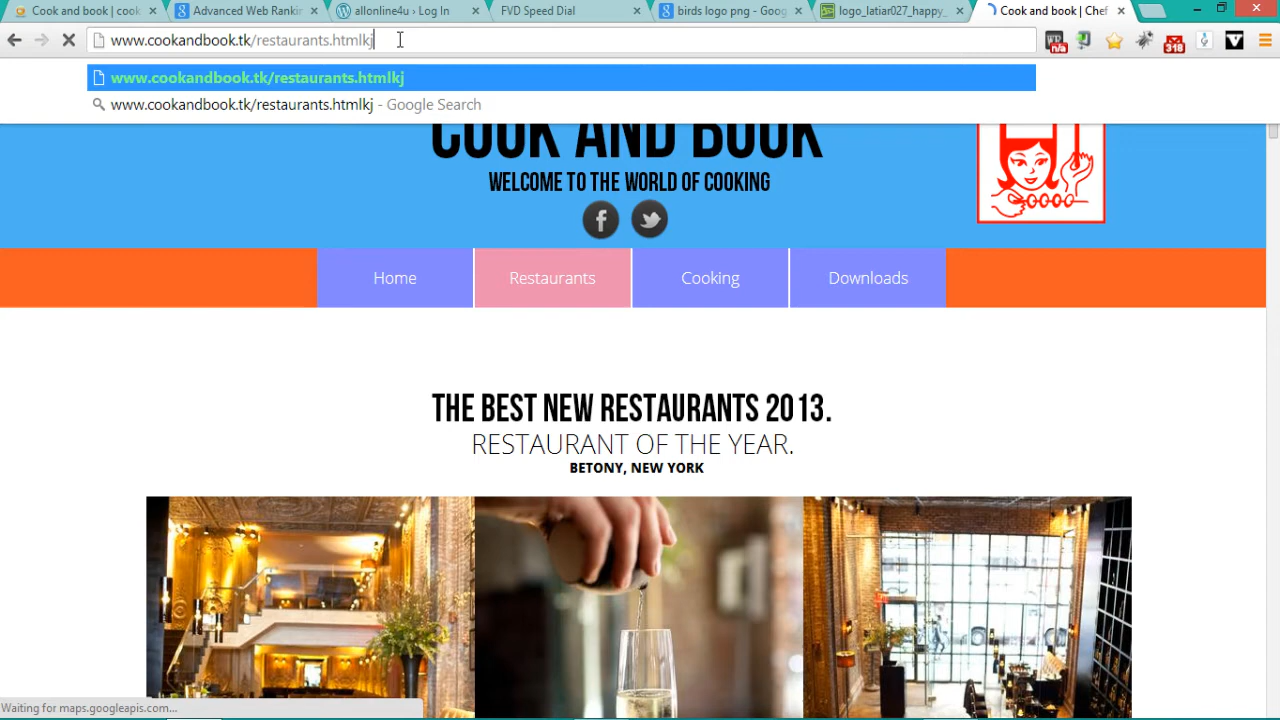 Cook and book | cook
Advanced Web Rankin
allonline4u › Log In
FVD Speed Dial
birds logo png - Goog
logo_latiar027_happy_
Cook and book | Chef
www.cookandbook.tk/restaurants.htmlkj
n/a
318
www.cookandbook.tk/restaurants.htmlkj
www.cookandbook.tk/restaurants.htmlkj - Google Search
COOK AND BOOK
WELCOME TO THE WORLD OF COOKING
Home
Restaurants
Cooking
Downloads
THE BEST NEW RESTAURANTS 2013.
RESTAURANT OF THE YEAR.
BETONY, NEW YORK
Waiting for maps.googleapis.com...